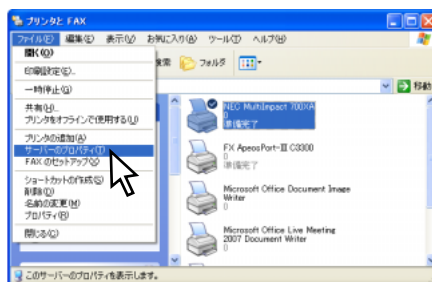 プリンタと FAX
ファイル(F) 編集(E) 表示(V) お気に入り(A) ツール(T) ヘルプ(H)
開く(O)
印刷設定(E)...
一時停止(G)
共有(H)...
プリンタをオフラインで使用する(U)
プリンタの追加(A)
サーバーのプロパティ(T)
FAX のセットアップ(X)
ショートカットの作成(S)
削除(D)
名前の変更(M)
プロパティ(R)
閉じる(C)
検索 フォルダ
移動
NEC MultiImpact 700XA
0
準備完了
FX ApeosPort-III C3300
0
準備完了
Microsoft Office Document Image
Writer
0
Microsoft Office Live Meeting
2007 Document Writer
0
このサーバーのプロパティを表示します。